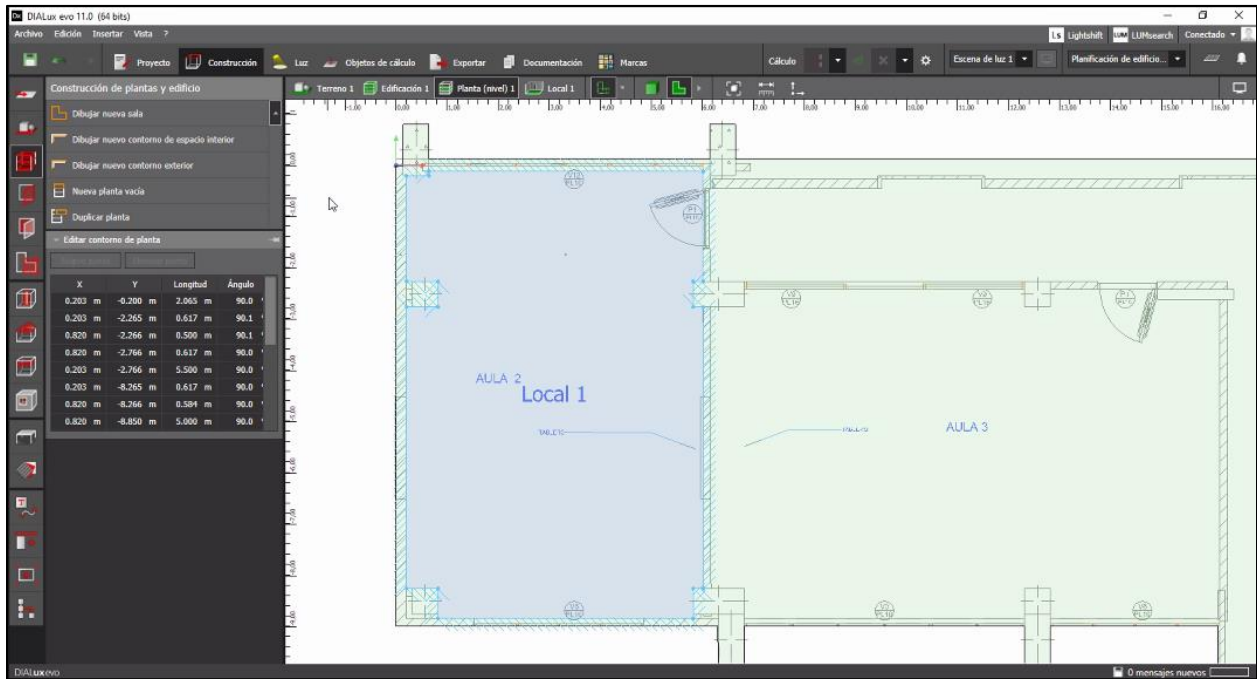 DIALux evo 11.0 (64 bits)
Archivo Edición Insertar Vista ?
Ls Lightshift LUM LUMsearch Conectado
Proyecto Construcción Luz Objetos de cálculo Exportar Documentación Marcas Cálculo Escena de luz 1 Planificación de edificio...
Construcción de plantas y edificio
Terreno 1 Edificación 1 Planta (nivel) 1 Local 1
Dibujar nueva sala
Dibujar nuevo contorno de espacio interior
Dibujar nuevo contorno exterior
Nueva planta vacía
Duplicar planta
Editar contorno de planta
X Y Longitud Ángulo
0.203 m -0.200 m 2.065 m 90.0 °
0.203 m -2.265 m 0.617 m 90.1 °
0.820 m -2.266 m 0.500 m 90.1 °
0.820 m -2.766 m 0.617 m 90.0 °
0.203 m -2.766 m 5.500 m 90.0 °
0.203 m -8.265 m 0.617 m 90.0 °
0.820 m -8.266 m 0.584 m 90.0 °
0.820 m -8.850 m 5.000 m 90.0 °
AULA 2
Local 1
AULA 3
DIALux evo
0 mensajes nuevos